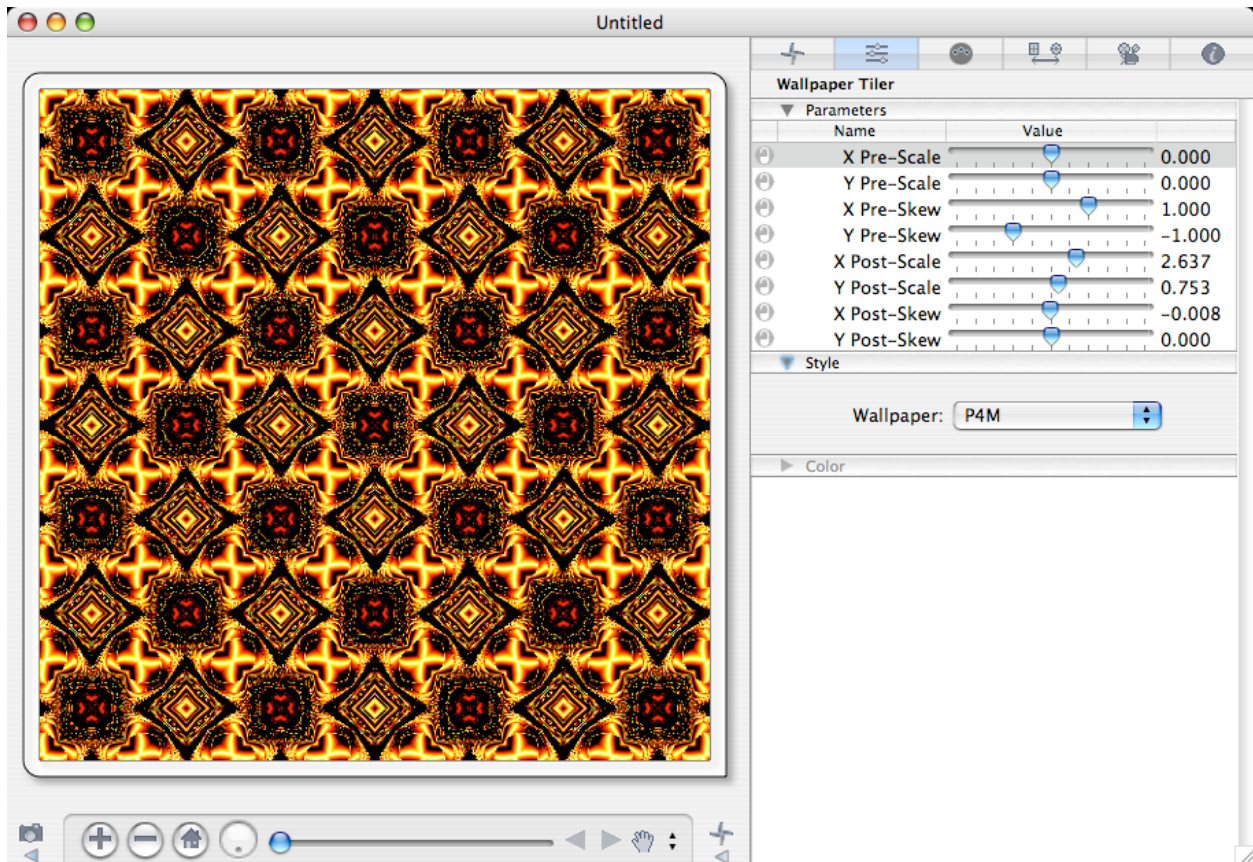 Untitled
Wallpaper Tiler
Parameters
Name Value
X Pre-Scale 0.000
Y Pre-Scale 0.000
X Pre-Skew 1.000
Y Pre-Skew -1.000
X Post-Scale 2.637
Y Post-Scale 0.753
X Post-Skew -0.008
Y Post-Skew 0.000
Style
Wallpaper: P4M
Color